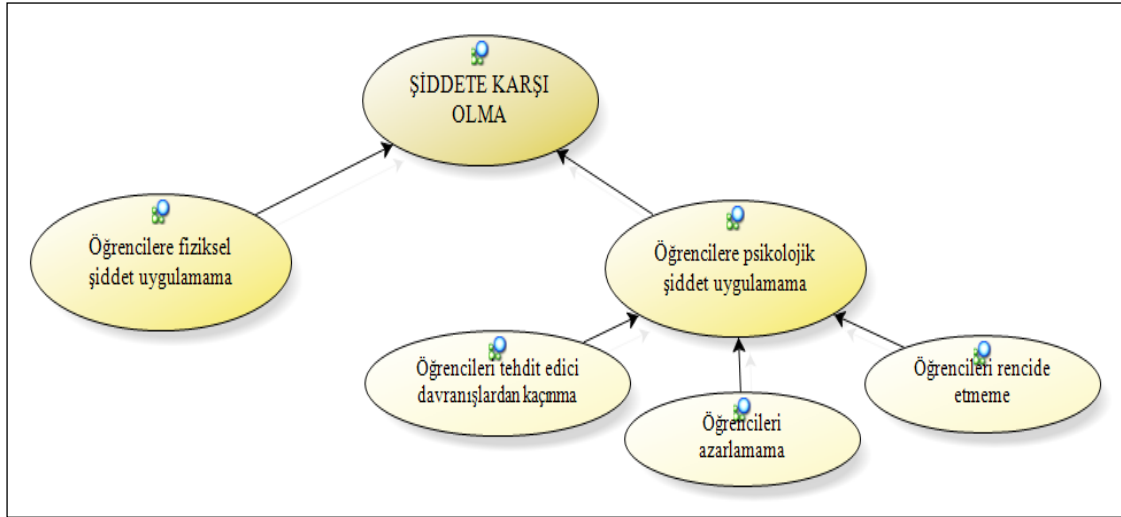 ŞİDDETE KARŞI
OLMA
Öğrencilere fiziksel
şiddet uygulamama
Öğrencilere psikolojik
şiddet uygulamama
Öğrencileri tehdit edici
davranışlardan kaçınma
Öğrencileri
azarlamama
Öğrencileri rencide
etmeme